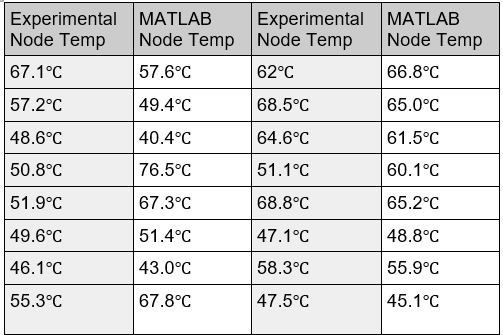 Experimental Node Temp MATLAB Node Temp Experimental Node Temp MATLAB Node Temp
67.1℃ 57.6℃ 62℃ 66.8℃
57.2℃ 49.4℃ 68.5℃ 65.0℃
48.6℃ 40.4℃ 64.6℃ 61.5℃
50.8℃ 76.5℃ 51.1℃ 60.1℃
51.9℃ 67.3℃ 68.8℃ 65.2℃
49.6℃ 51.4℃ 47.1℃ 48.8℃
46.1℃ 43.0℃ 58.3℃ 55.9℃
55.3℃ 67.8℃ 47.5℃ 45.1℃